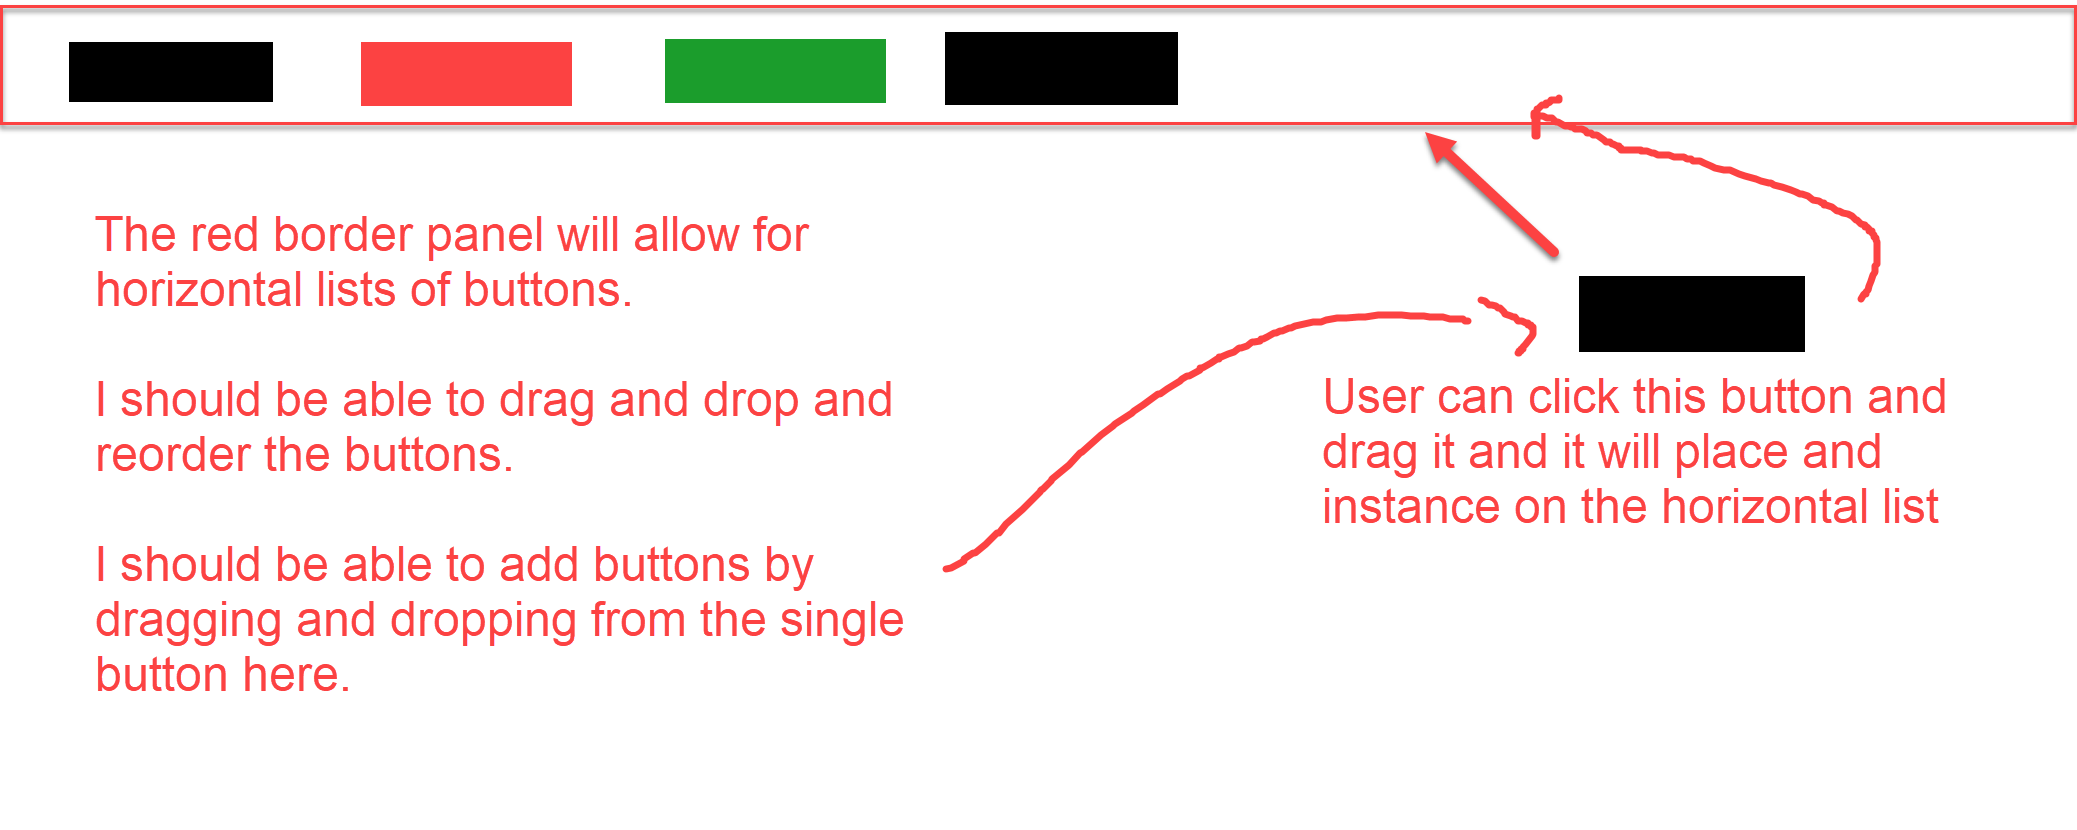 The red border panel will allow for
horizontal lists of buttons.
I should be able to drag and drop and
reorder the buttons.
I should be able to add buttons by
dragging and dropping from the single
button here.
User can click this button and
drag it and it will place and
instance on the horizontal list